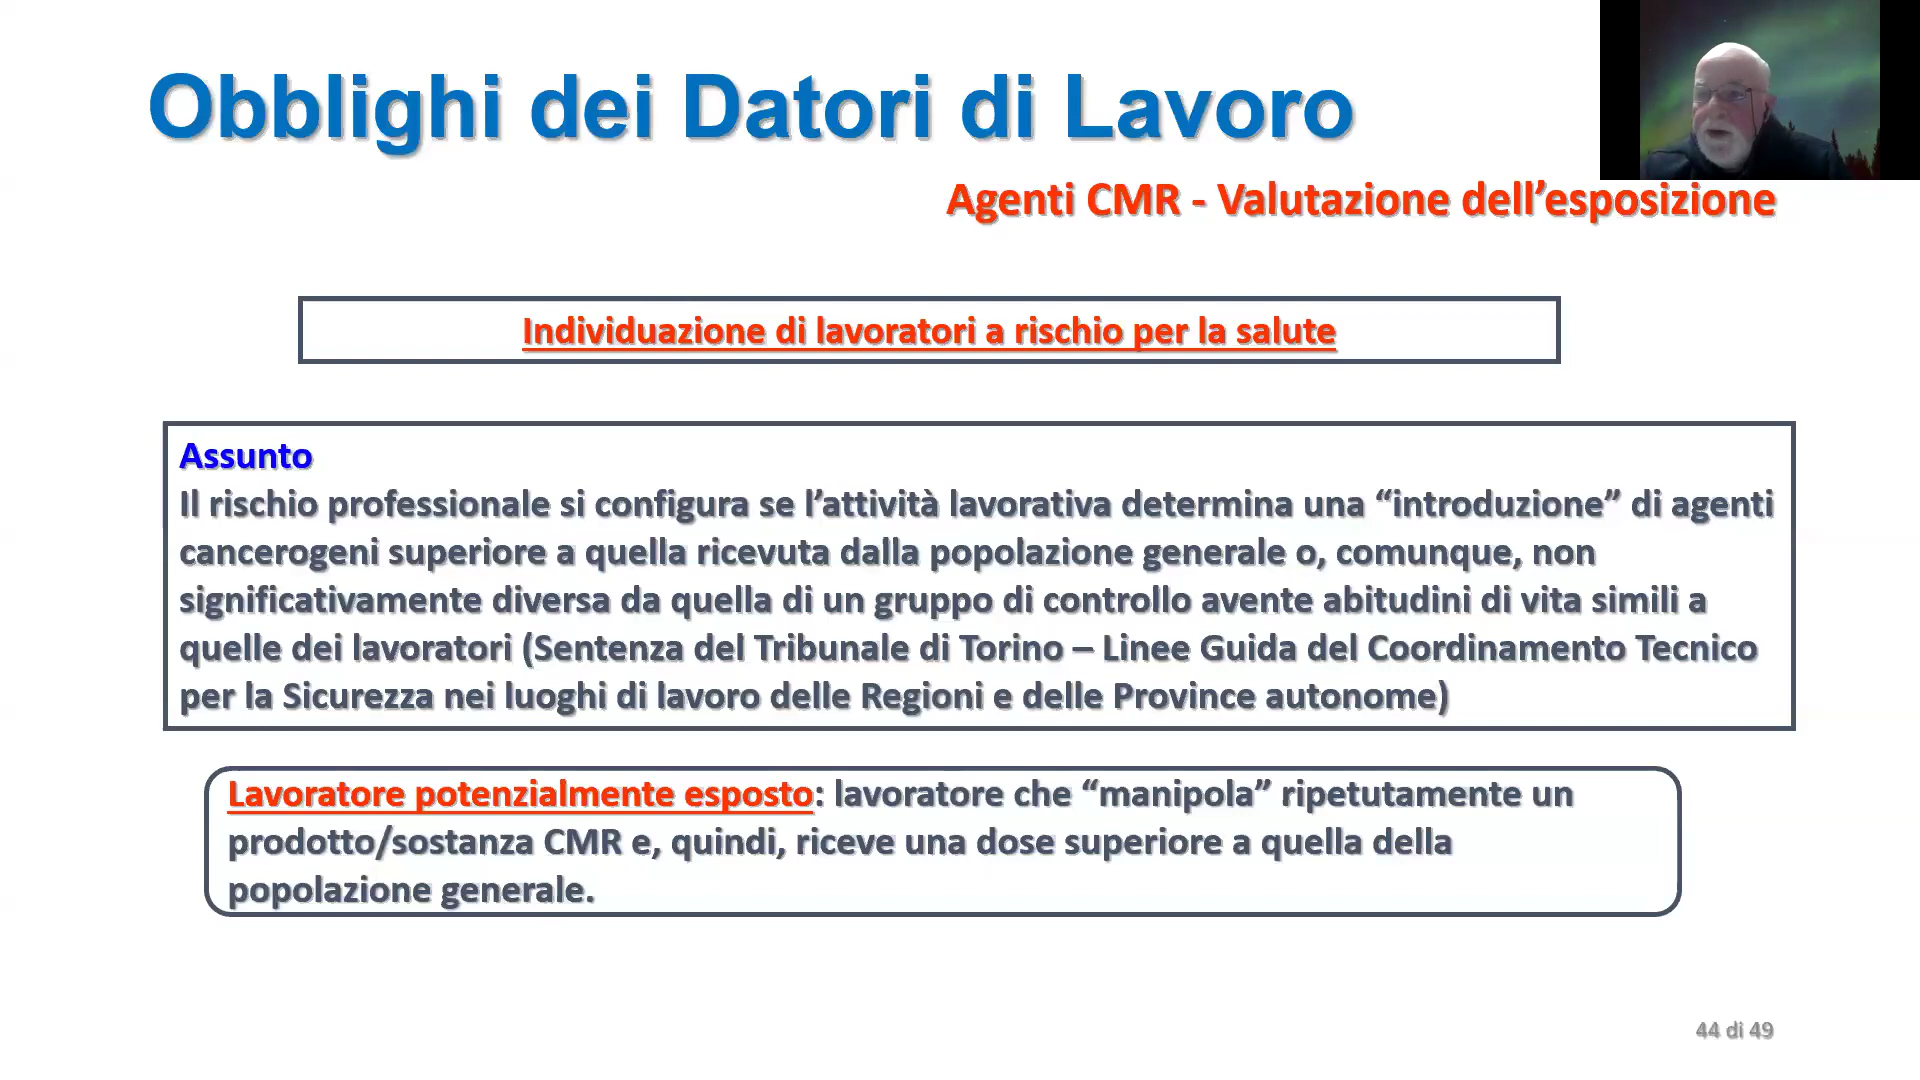 Obblighi dei Datori di Lavoro
Agenti CMR - Valutazione dell’esposizione
Individuazione di lavoratori a rischio per la salute
Assunto
Il rischio professionale si configura se l’attività lavorativa determina una “introduzione” di agenti
cancerogeni superiore a quella ricevuta dalla popolazione generale o, comunque, non
significativamente diversa da quella di un gruppo di controllo avente abitudini di vita simili a
quelle dei lavoratori (Sentenza del Tribunale di Torino – Linee Guida del Coordinamento Tecnico
per la Sicurezza nei luoghi di lavoro delle Regioni e delle Province autonome)
Lavoratore potenzialmente esposto: lavoratore che “manipola” ripetutamente un
prodotto/sostanza CMR e, quindi, riceve una dose superiore a quella della
popolazione generale.
44 di 49